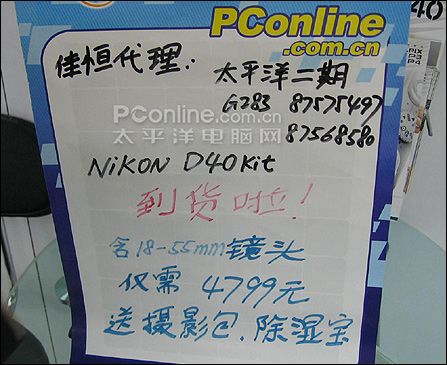 PConline
.com.cn
佳恒代理:
太平洋二期
G283 87575497
87568580
PConline.com.cn
太平洋电脑网
NiKON D40Kit
到货啦!
含18-55mm镜头
仅需 4799元
送摄影包.除湿宝
40